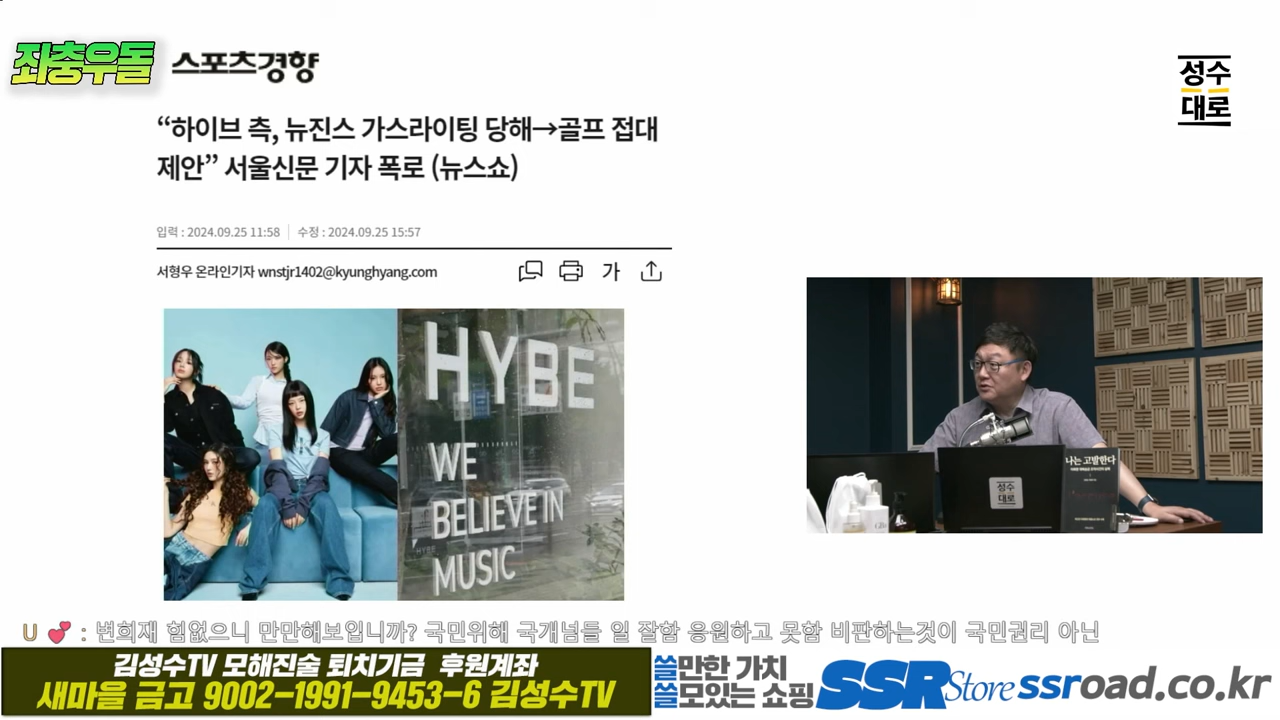 좌충우돌
스포츠경향
성수
대로
“하이브 측, 뉴진스 가스라이팅 당해→골프 접대
제안” 서울신문 기자 폭로 (뉴스쇼)
입력 : 2024.09.25 11:58 수정 : 2024.09.25 15:57
서형우 온라인기자 wnstjr1402@kyunghyang.com
가
HYBE
WE
BELIEVE IN
MUSIC
나는 고발한다
성수
대로
U 💕 : 변희재 힘없으니 만만해보입니까? 국민위해 국개넘들 일 잘함 응원하고 못함 비판하는것이 국민권리 아닌
김성수TV 모해진술 퇴치기금 후원계좌
새마을 금고 9002-1991-9453-6 김성수TV
쓸만한 가치
쓸모있는 쇼핑
SSR Store ssroad.co.kr